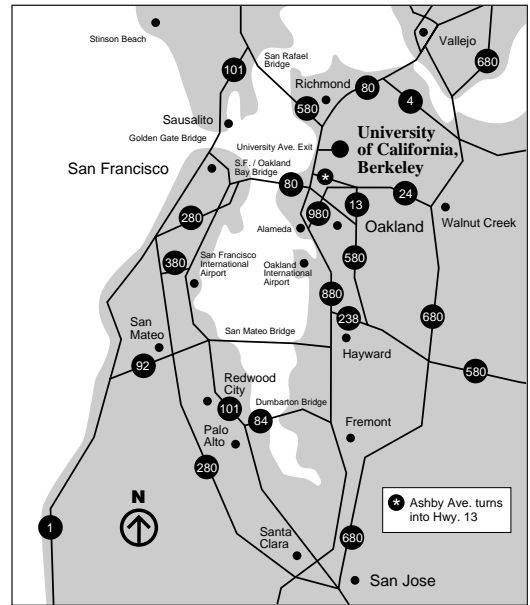 Stinson Beach
Vallejo
San Rafael
Bridge
680
101
Richmond
80
580
4
Sausalito
Golden Gate Bridge
University Ave. Exit
University
of California,
Berkeley
San Francisco
S.F. / Oakland
Bay Bridge
80
*
24
13
280
980
Walnut Creek
Alameda
Oakland
380
San Francisco
International
Airport
Oakland
International
Airport
580
880
238
680
San
Mateo
San Mateo Bridge
Hayward
92
580
Redwood
City
Dumbarton Bridge
101
84
Palo
Alto
Fremont
280
N
* Ashby Ave. turns
into Hwy. 13
1
Santa
Clara
680
San Jose